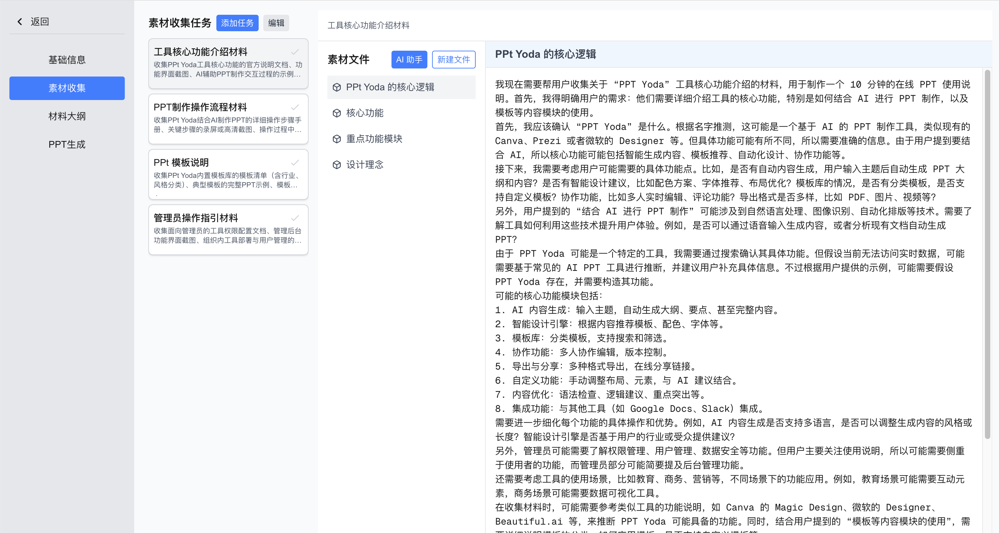 返回
基础信息
素材收集
材料大纲
PPT生成
素材收集任务
添加任务
编辑
工具核心功能介绍材料
收集PPt Yoda工具核心功能的官方说明文档、功
能界面截图、AI辅助PPT制作交互过程的示例...
PPT制作操作流程材料
收集PPt Yoda结合AI制作PPT的详细操作步骤手
册、关键步骤的录屏或高清截图、操作过程中...
PPt 模板说明
收集PPt Yoda内置模板库的模板清单（含行业、
风格分类）、典型模板的完整PPT示例、模板...
管理员操作指引材料
收集面向管理员的工具权限配置文档、管理后台
功能界面截图、组织内工具部署与用户管理的...
工具核心功能介绍材料
素材文件
AI 助手
新建文件
PPt Yoda 的核心逻辑
核心功能
重点功能模块
设计理念
PPt Yoda 的核心逻辑
我现在需要帮用户收集关于 “PPT Yoda” 工具核心功能介绍的材料，用于制作一个 10 分钟的在线 PPT 使用说
明。首先，我得明确用户的需求：他们需要详细介绍工具的核心功能，特别是如何结合 AI 进行 PPT 制作，以及
模板等内容模块的使用。
首先，我应该确认 “PPT Yoda” 是什么。根据名字推测，这可能是一个基于 AI 的 PPT 制作工具，类似现有的
Canva、Prezi 或者微软的 Designer 等。但具体功能可能有所不同，所以需要准确的信息。由于用户提到要结
合 AI，所以核心功能可能包括智能生成内容、模板推荐、自动化设计、协作功能等。
接下来，我需要考虑用户可能需要的具体功能点。比如，是否有自动内容生成，用户输入主题后自动生成 PPT 大
纲和内容？是否有智能设计建议，比如配色方案、字体推荐、布局优化？模板库的情况，是否有分类模板，是否支
持自定义模板？协作功能，比如多人实时编辑、评论功能？导出格式是否多样，比如 PDF、图片、视频等？
另外，用户提到的 “结合 AI 进行 PPT 制作” 可能涉及到自然语言处理、图像识别、自动化排版等技术。需要了
解工具如何利用这些技术提升用户体验。例如，是否可以通过语音输入生成内容，或者分析现有文档自动生成
PPT？
由于 PPT Yoda 可能是一个特定的工具，我需要通过搜索确认其具体功能。但假设当前无法访问实时数据，可能
需要基于常见的 AI PPT 工具进行推断，并建议用户补充具体信息。不过根据用户提供的示例，可能需要假设
PPT Yoda 存在，并需要构造其功能。
可能的核心功能模块包括：
1. AI 内容生成：输入主题，自动生成大纲、要点、甚至完整内容。
2. 智能设计引擎：根据内容推荐模板、配色、字体等。
3. 模板库：分类模板，支持搜索和筛选。
4. 协作功能：多人协作编辑，版本控制。
5. 导出与分享：多种格式导出，在线分享链接。
6. 自定义功能：手动调整布局、元素，与 AI 建议结合。
7. 内容优化：语法检查、逻辑建议、重点突出等。
8. 集成功能：与其他工具（如 Google Docs、Slack）集成。
需要进一步细化每个功能的具体操作和优势。例如，AI 内容生成是否支持多语言，是否可以调整生成内容的风格或
长度？智能设计引擎是否基于用户的行业或受众提供建议？
另外，管理员可能需要了解权限管理、用户管理、数据安全等功能。但用户主要关注使用说明，所以可能需要侧重
于使用者的功能，而管理员部分可能简要提及后台管理功能。
还需要考虑工具的使用场景，比如教育、商务、营销等，不同场景下的功能应用。例如，教育场景可能需要互动元
素，商务场景可能需要数据可视化工具。
在收集材料时，可能需要参考类似工具的功能说明，如 Canva 的 Magic Design、微软的 Designer、
Beautiful.ai 等，来推断 PPT Yoda 可能具备的功能。同时，结合用户提到的 “模板等内容模块的使用”，需